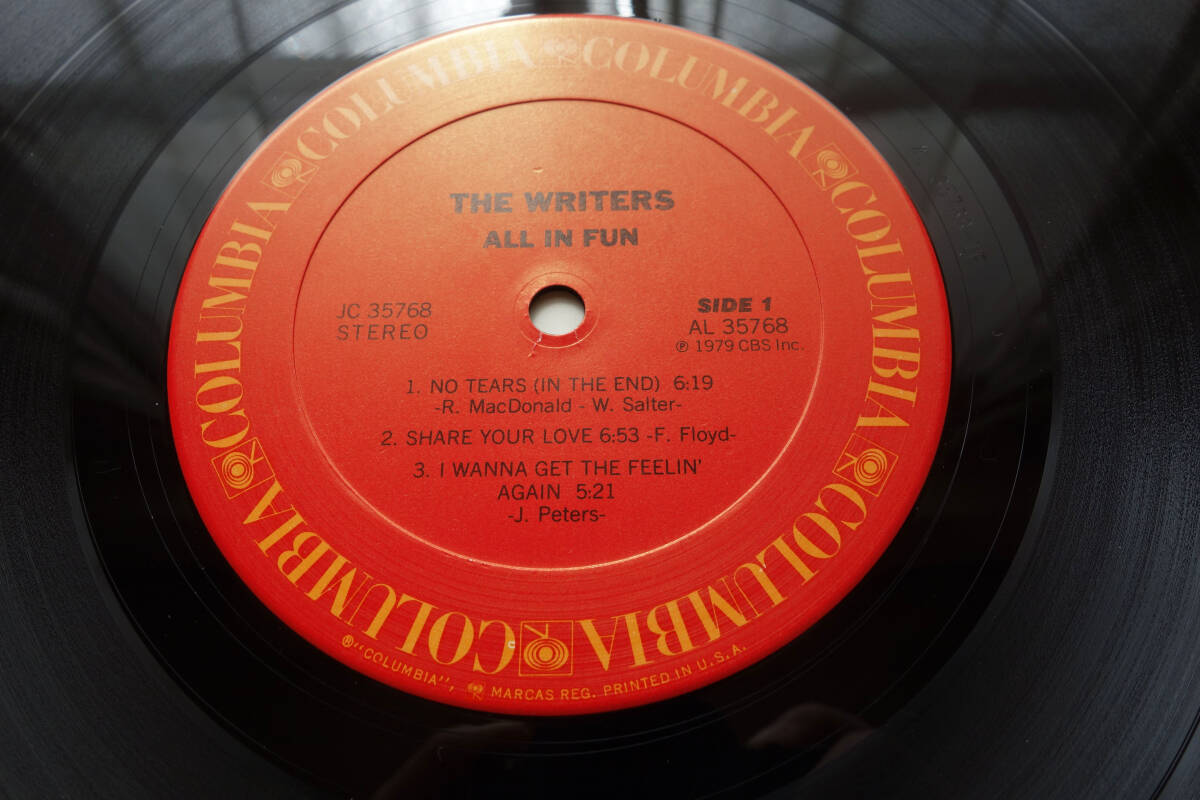 COLUMBIA COLUMBIA COLUMBIA COLUMBIA COLUMBIA COLUMBIA
THE WRITERS
ALL IN FUN
JC 35768
STEREO
SIDE 1
AL 35768
℗ 1979 CBS Inc.
1. NO TEARS (IN THE END) 6:19
-R. MacDonald - W. Salter-
2. SHARE YOUR LOVE 6:53 -F. Floyd-
3. I WANNA GET THE FEELIN'
AGAIN 5:21
-J. Peters-
®"COLUMBIA", MARCAS REG. PRINTED IN U.S.A.